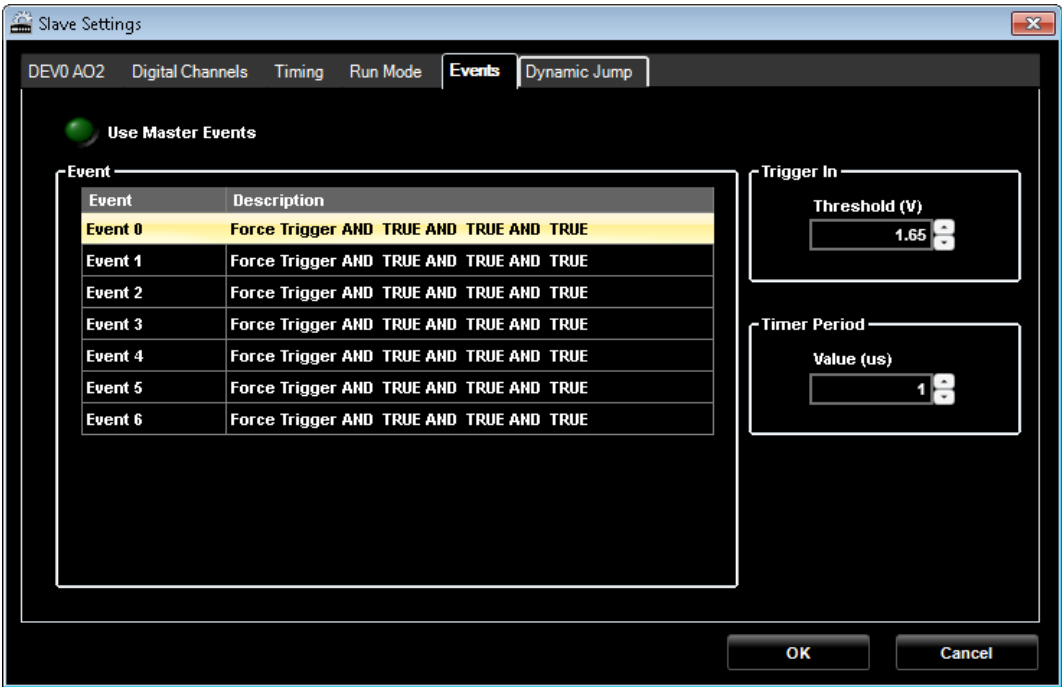 Slave Settings
DEV0 AO2 Digital Channels Timing Run Mode Events Dynamic Jump
Use Master Events
Event
Event Description
Event 0 Force Trigger AND TRUE AND TRUE AND TRUE
Event 1 Force Trigger AND TRUE AND TRUE AND TRUE
Event 2 Force Trigger AND TRUE AND TRUE AND TRUE
Event 3 Force Trigger AND TRUE AND TRUE AND TRUE
Event 4 Force Trigger AND TRUE AND TRUE AND TRUE
Event 5 Force Trigger AND TRUE AND TRUE AND TRUE
Event 6 Force Trigger AND TRUE AND TRUE AND TRUE
Trigger In
Threshold (V)
1.65
Timer Period
Value (us)
1
OK Cancel